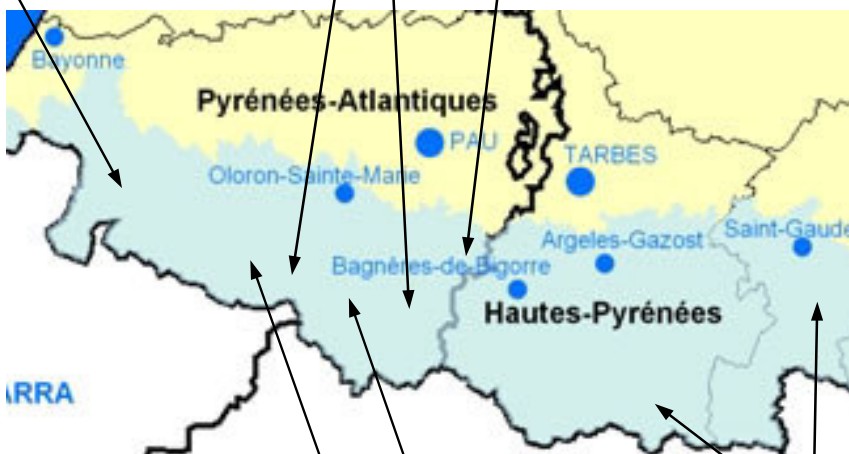 Bayonne
Pyrénées-Atlantiques
PAU
TARBES
Oloron-Sainte-Marie
Argeles-Gazost
Saint-Gaude
Bagnères-de-Bigorre
Hautes-Pyrénées
ARRA